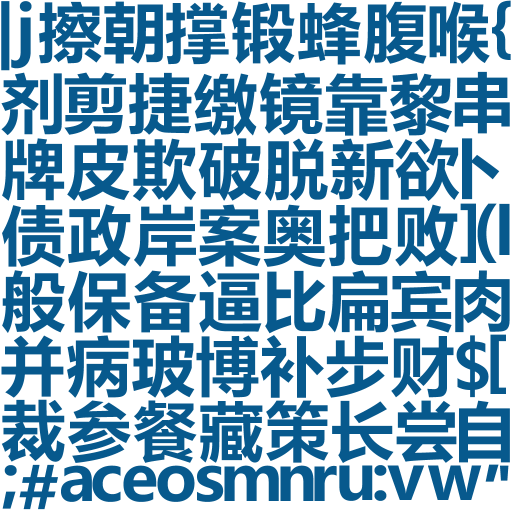 |j擦朝撑锻蜂腹喉{
剂剪捷缴镜靠黎串
牌皮欺破脱新欲卜
债政岸案奥把败](l
般保备逼比扁宾肉
并病玻博补步财$[
裁参餐藏策长尝自
;#aceosmnru:vw"